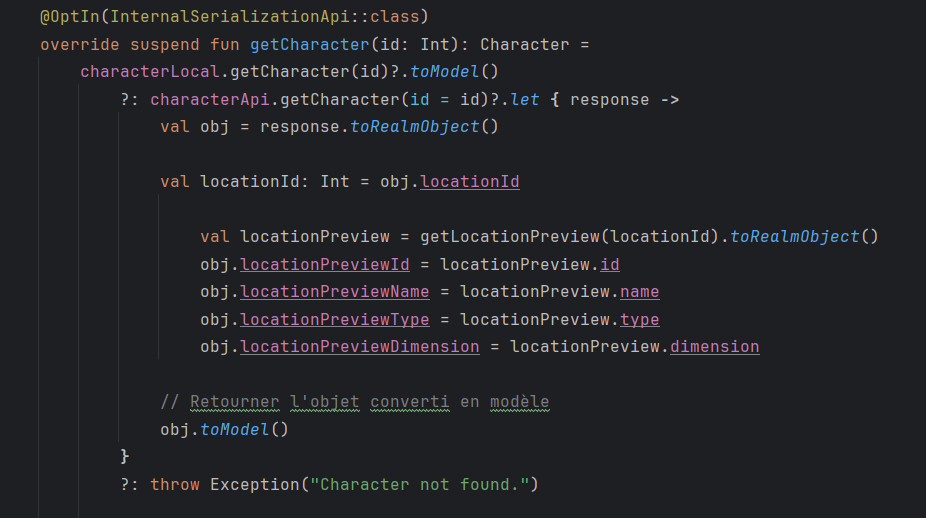 @OptIn(InternalSerializationApi::class)
override suspend fun getCharacter(id: Int): Character =
characterLocal.getCharacter(id)?.toModel()
?: characterApi.getCharacter(id = id)?.let { response ->
val obj = response.toRealmObject()
val locationId: Int = obj.locationId
val locationPreview = getLocationPreview(locationId).toRealmObject()
obj.locationPreviewId = locationPreview.id
obj.locationPreviewName = locationPreview.name
obj.locationPreviewType = locationPreview.type
obj.locationPreviewDimension = locationPreview.dimension
// Retourner l'objet converti en modèle
obj.toModel()
}
?: throw Exception("Character not found.")